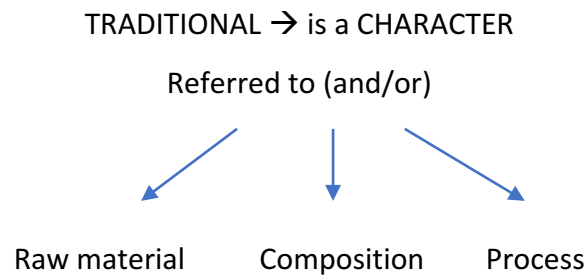 TRADITIONAL → is a CHARACTER
Referred to (and/or)
Raw material Composition Process